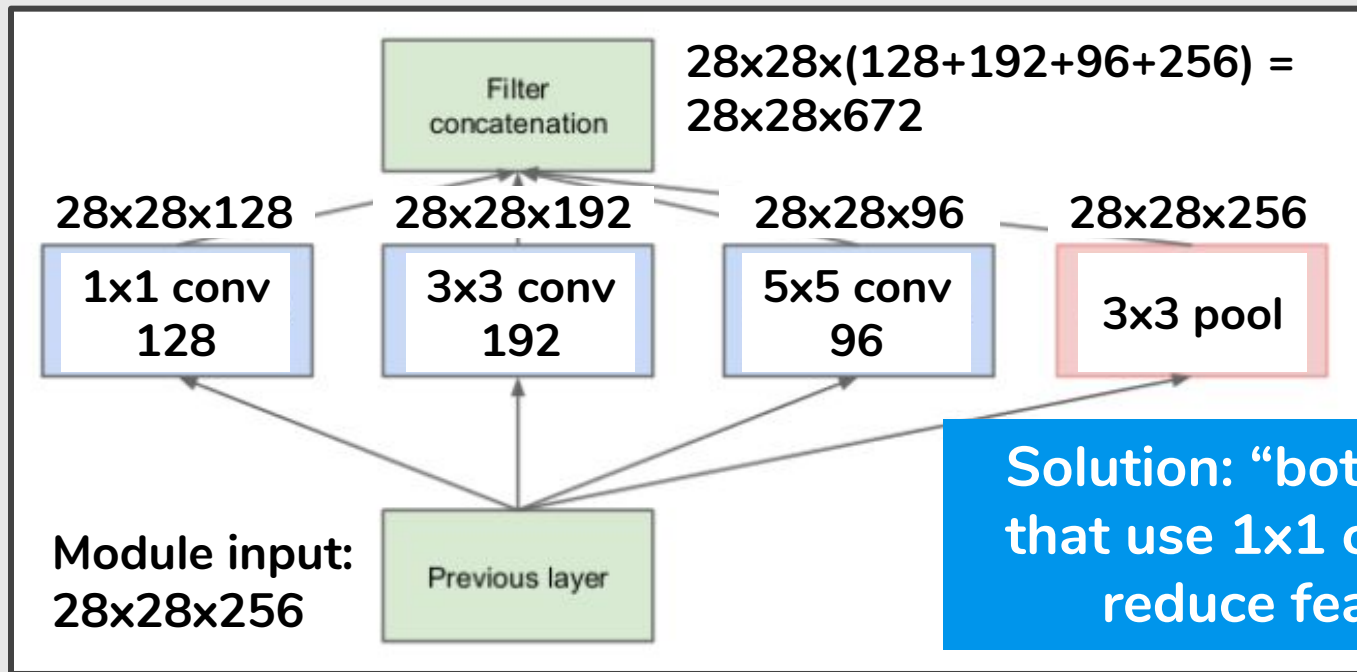 Filter
concatenation
28x28x(128+192+96+256) =
28x28x672
28x28x128
28x28x192
28x28x96
28x28x256
1x1 conv
128
3x3 conv
192
5x5 conv
96
3x3 pool
Module input:
28x28x256
Previous layer
Solution: “bot
that use 1x1
reduce fea